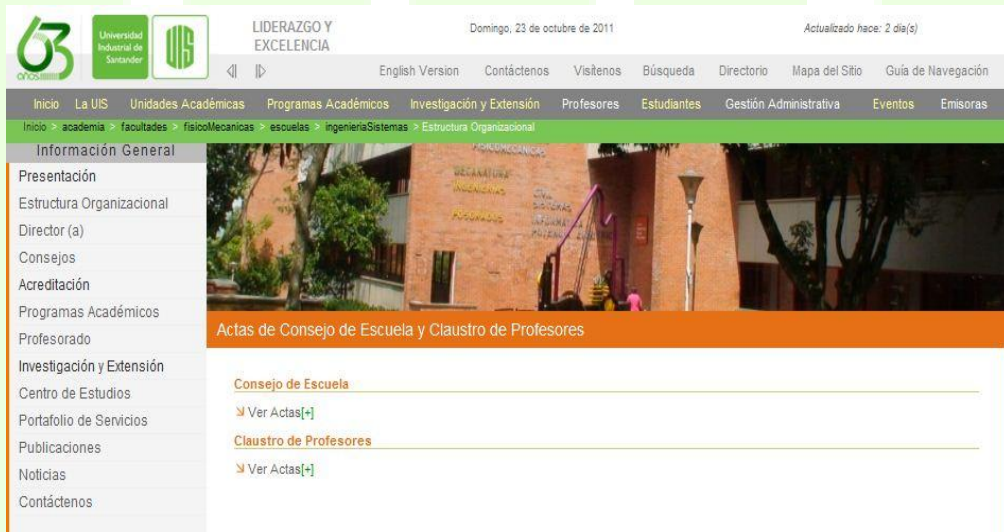 63 años
Universidad
Industrial de
Santander
UIS
LIDERAZGO Y
EXCELENCIA
Domingo, 23 de octubre de 2011
Actualizado hace: 2 dia(s)
English Version Contáctenos Visítenos Búsqueda Directorio Mapa del Sitio Guía de Navegación
Inicio La UIS Unidades Académicas Programas Académicos Investigación y Extensión Profesores Estudiantes Gestión Administrativa Eventos Emisoras
Inicio > academia > facultades > fisicoMecanicas > escuelas > ingenieriaSistemas > Estructura Organizacional
Información General
Presentación
Estructura Organizacional
Director (a)
Consejos
Acreditación
Programas Académicos
Profesorado
Investigación y Extensión
Centro de Estudios
Portafolio de Servicios
Publicaciones
Noticias
Contáctenos
FISICOMECANICAS
DECANATURA
INGENIERIAS
CIVIL
SISTEMAS
POSGRADOS
Actas de Consejo de Escuela y Claustro de Profesores
Consejo de Escuela
Ver Actas[+]
Claustro de Profesores
Ver Actas[+]